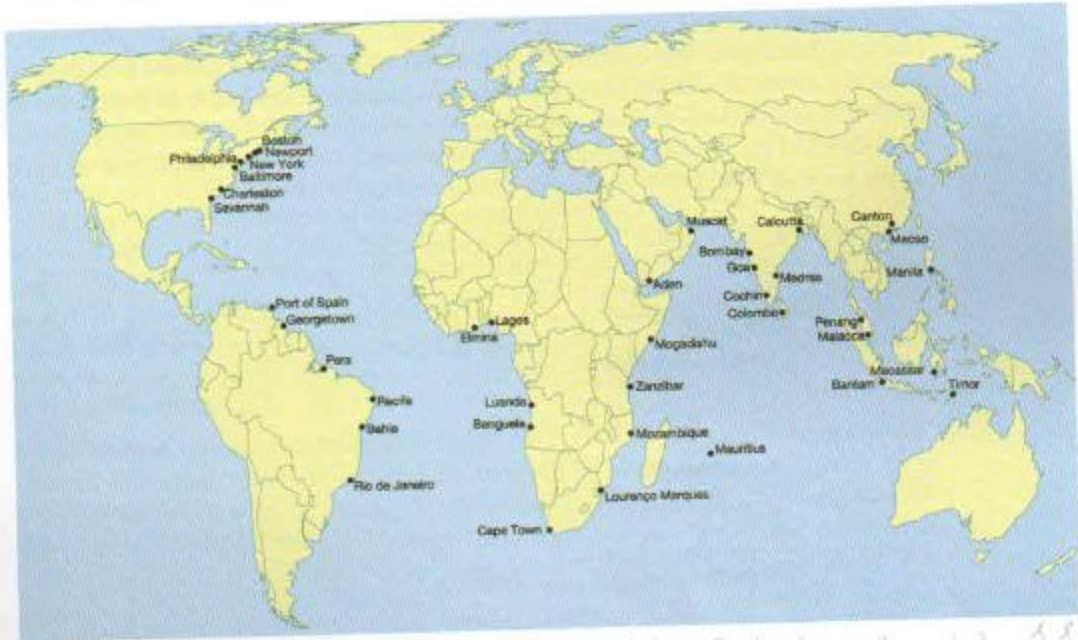 Boston
Newport
Philadelphia
New York
Baltimore
Charleston
Savannah
Port of Spain
Georgetown
Para
Recife
Bahia
Rio de Janeiro
Elmina
Lagos
Luanda
Benguela
Cape Town
Lourenço Marques
Mozambique
Zanzibar
Mogadishu
Mauritius
Aden
Muscat
Bombay
Goa
Cochin
Colombo
Madras
Calcutta
Canton
Macao
Manila
Penang
Malacca
Macassar
Bantam
Timor